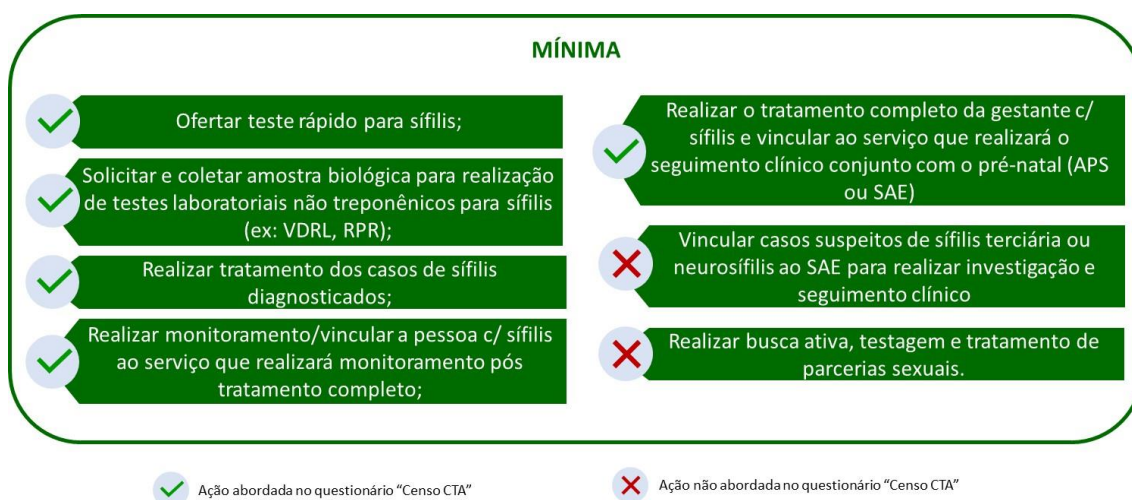 MÍNIMA
Ofertar teste rápido para sífilis;
Solicitar e coletar amostra biológica para realização
de testes laboratoriais não treponênicos para sífilis
(ex: VDRL, RPR);
Realizar tratamento dos casos de sífilis
diagnosticados;
Realizar monitoramento/vincular a pessoa c/ sífilis
ao serviço que realizará monitoramento pós
tratamento completo;
Realizar o tratamento completo da gestante c/
sífilis e vincular ao serviço que realizará o
seguimento clínico conjunto com o pré-natal (APS
ou SAE)
Vincular casos suspeitos de sífilis terciária ou
neurosífilis ao SAE para realizar investigação e
seguimento clínico
Realizar busca ativa, testagem e tratamento de
parcerias sexuais.
Ação abordada no questionário “Censo CTA”
Ação não abordada no questionário “Censo CTA”